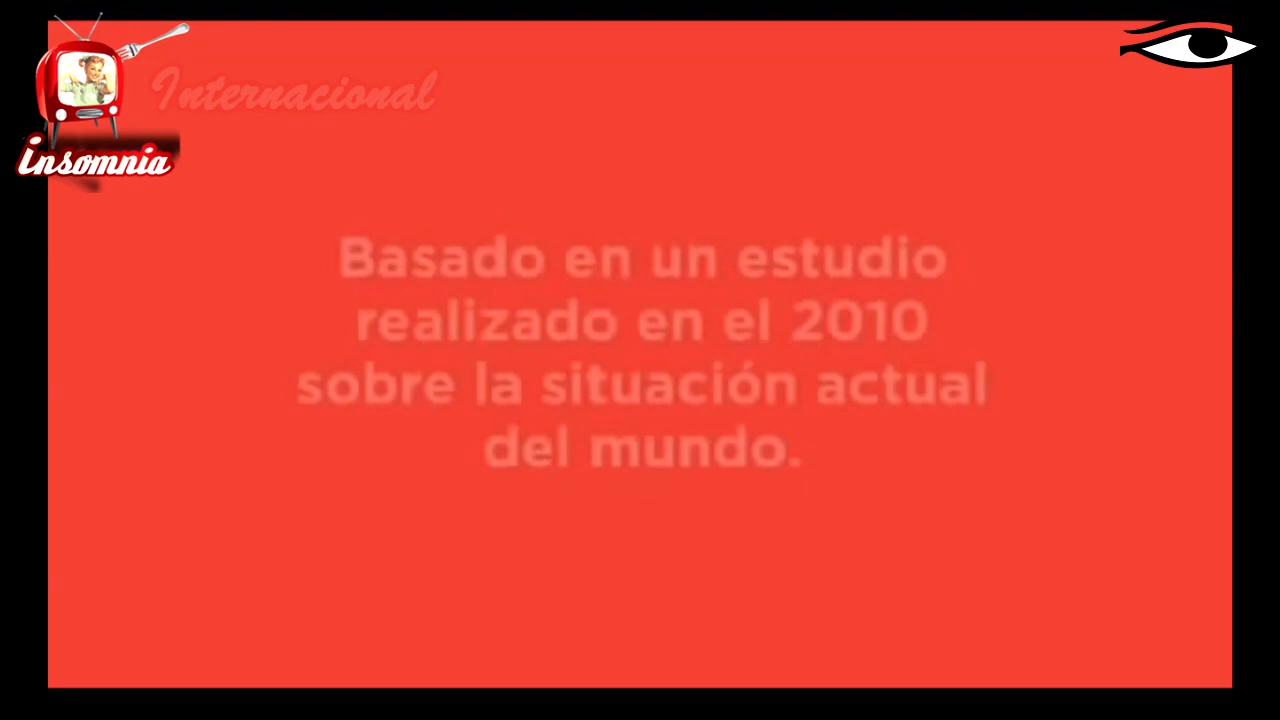 Internacional
insomnia
Basado en un estudio
realizado en el 2010
sobre la situación actual
del mundo.